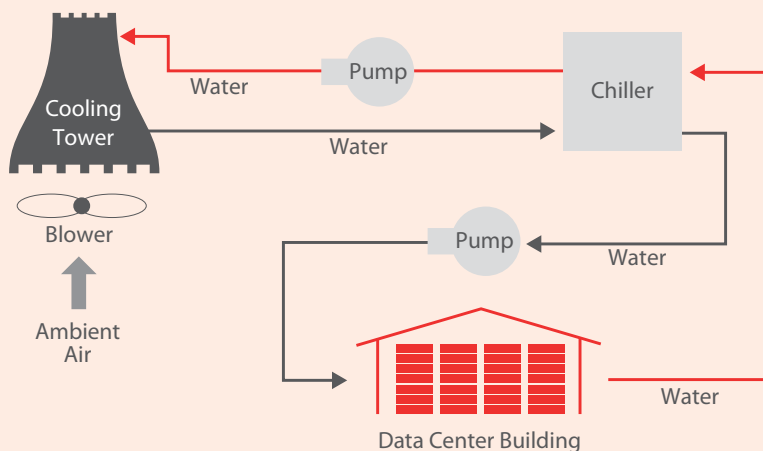 Pump
Water
Chiller
Cooling
Tower
Water
Blower
Pump
Water
Ambient
Air
Water
Data Center Building